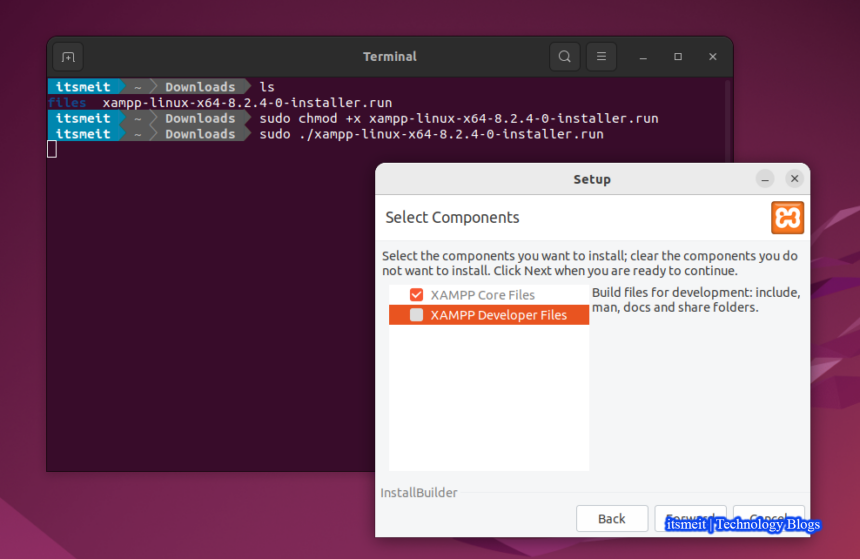 Terminal
itsmeit ~ Downloads ls
files xampp-linux-x64-8.2.4-0-installer.run
itsmeit ~ Downloads sudo chmod +x xampp-linux-x64-8.2.4-0-installer.run
itsmeit ~ Downloads sudo ./xampp-linux-x64-8.2.4-0-installer.run
Setup
Select Components
Select the components you want to install; clear the components you do
not want to install. Click Next when you are ready to continue.
XAMPP Core Files
XAMPP Developer Files
Build files for development: include,
man, docs and share folders.
InstallBuilder
Back
Forward
Cancel
itsmeit | Technology Blogs